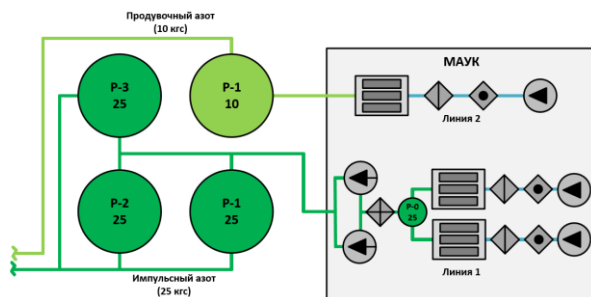 Продувочный азот
(10 кгс)
МАУК
Р-3
25
Р-1
10
Линия 2
Р-2
25
Р-1
25
Р-0
25
Линия 1
Импульсный азот
(25 кгс)